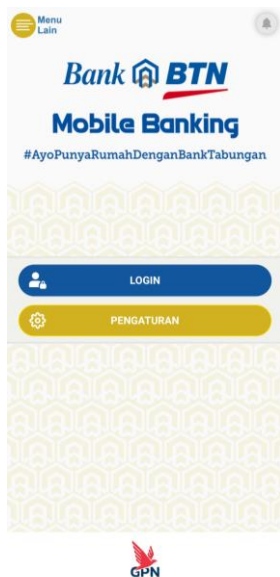 Menu
Lain
Bank BTN
Mobile Banking
#AyoPunyaRumahDenganBankTabungan
LOGIN
PENGATURAN
GPN